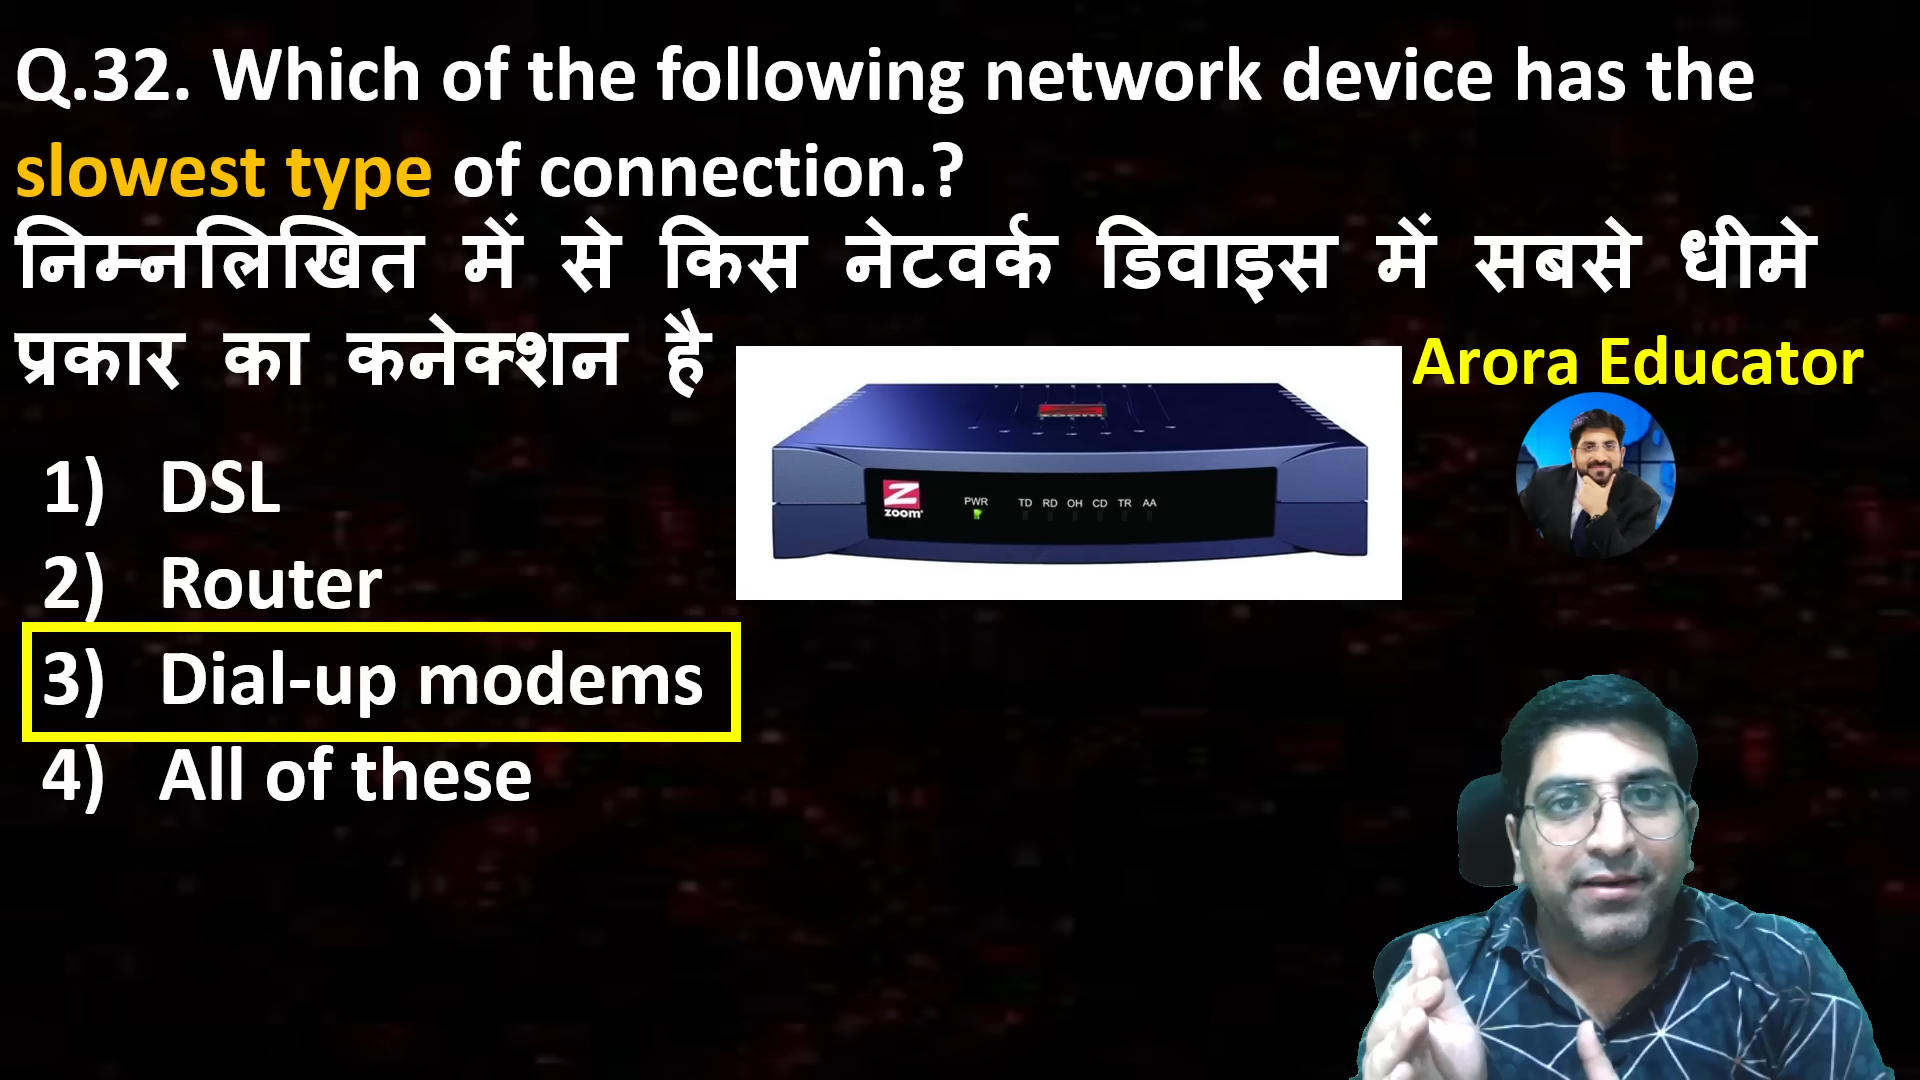 Q.32. Which of the following network device has the
slowest type of connection.?
निम्नलिखित में से किस नेटवर्क डिवाइस में सबसे धीमे
प्रकार का कनेक्शन है
Arora Educator
1) DSL
2) Router
3) Dial-up modems
4) All of these
zoom
Z
zoom
PWR TD RD OH CD TR AA